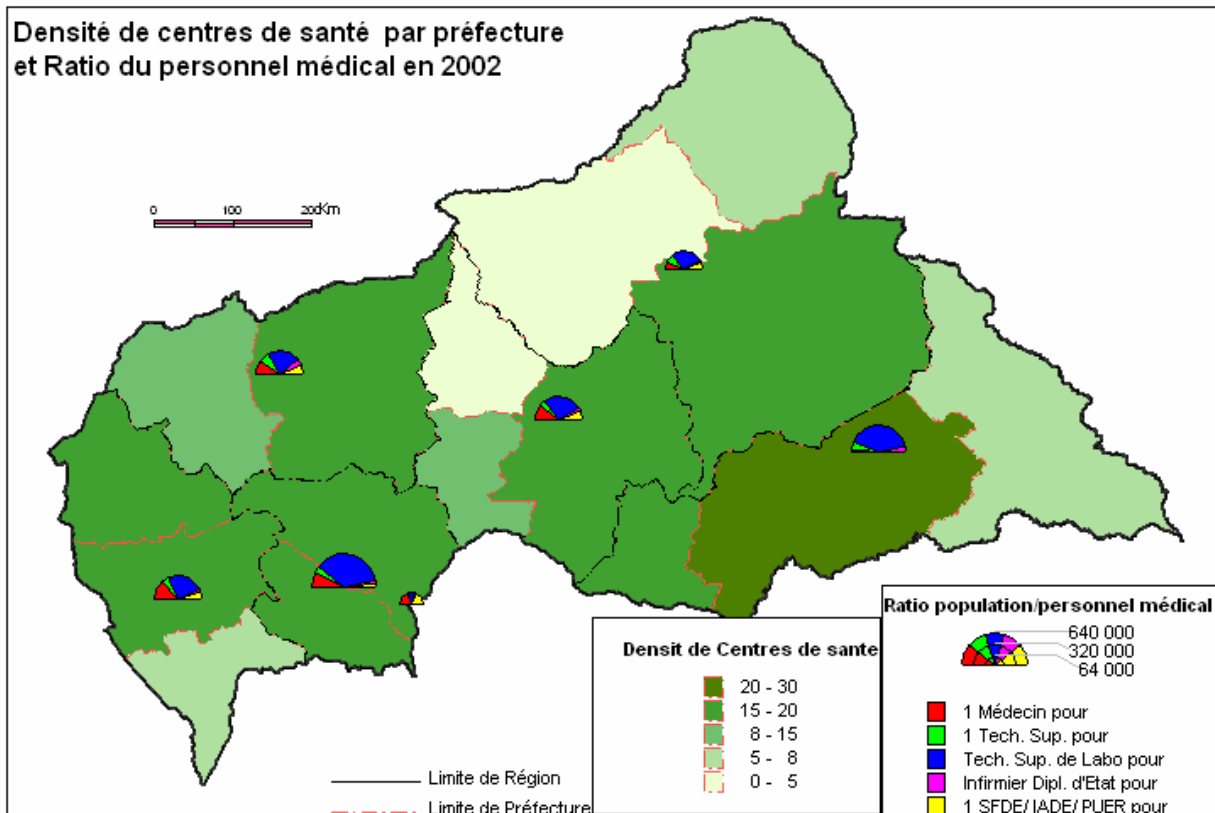 Densité de centres de santé par préfecture
et Ratio du personnel médical en 2002
0 100 200Km
Limite de Région
Limite de Préfecture
Densit de Centres de sante
20 - 30
15 - 20
8 - 15
5 - 8
0 - 5
Ratio population/personnel médical
640 000
320 000
64 000
1 Médecin pour
1 Tech. Sup. pour
Tech. Sup. de Labo pour
Infirmier Dipl. d'Etat pour
1 SFDE/ IADE/ PUER pour